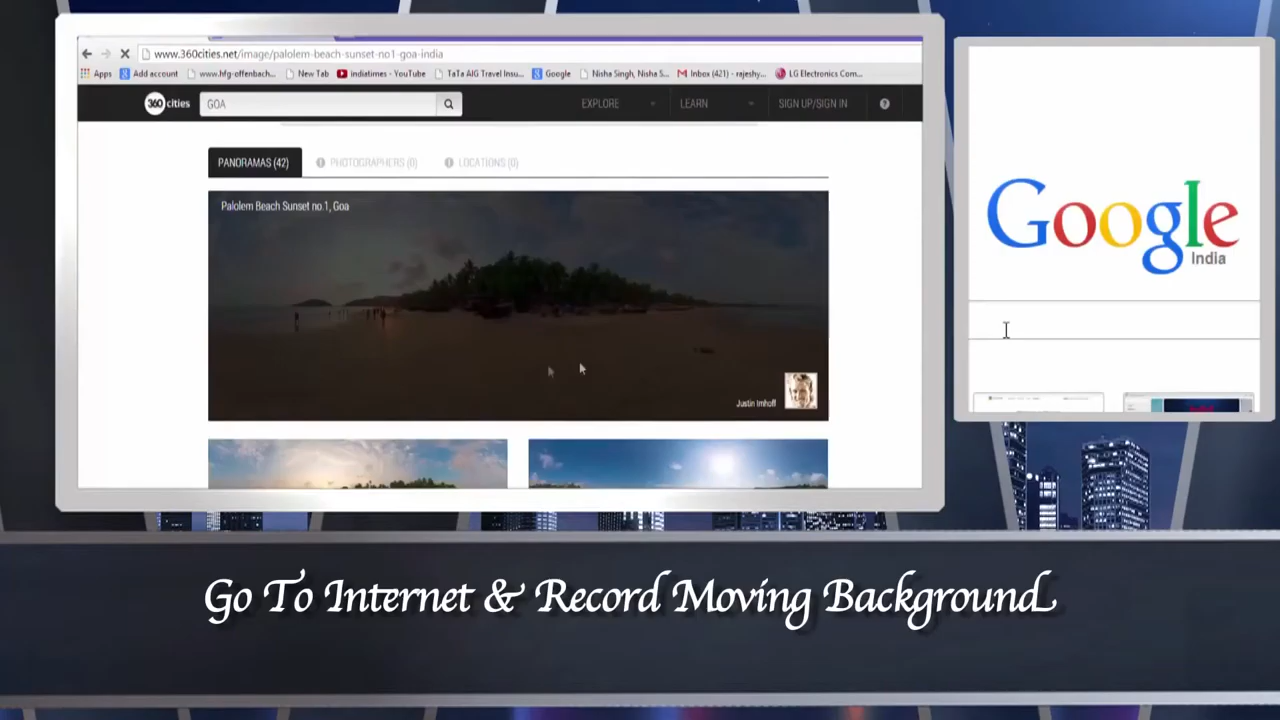 www.360cities.net/image/palolem-beach-sunset-no1-goa-india
Apps Add account www.hfg-offenbach... New Tab indiatimes - YouTube TaTa AIG Travel Insu... Google Nisha Singh, Nisha S... Inbox (421) - rajeshy... LG Electronics Com...
360 cities GOA EXPLORE LEARN SIGN UP/SIGN IN ?
PANORAMAS (42) PHOTOGRAPHERS (0) LOCATIONS (0)
Palolem Beach Sunset no.1, Goa
Justin Imhoff
Google
India
Go To Internet & Record Moving Background